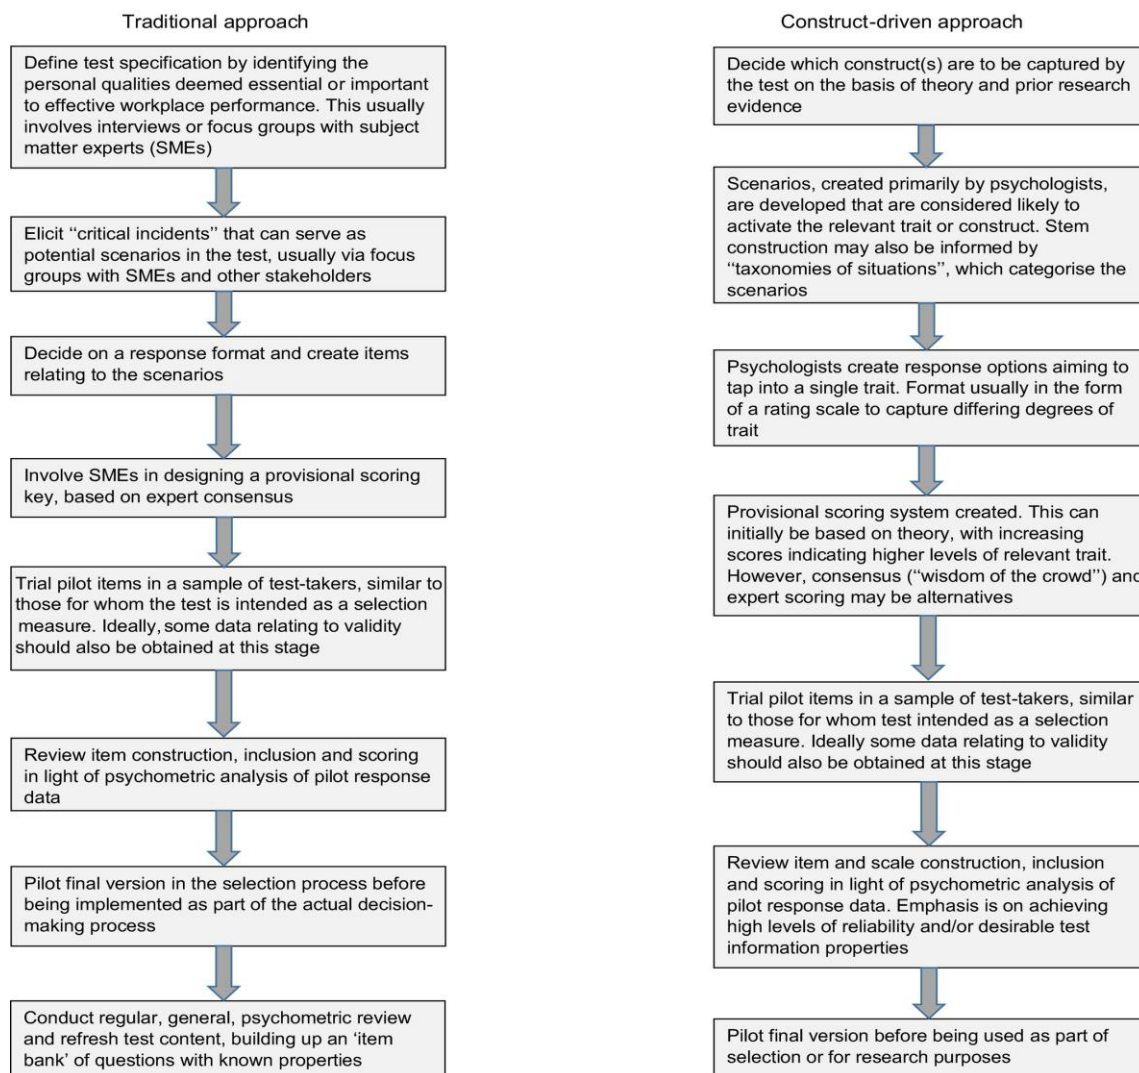 Traditional approach
Define test specification by identifying the
personal qualities deemed essential or important
to effective workplace performance. This usually
involves interviews or focus groups with subject
matter experts (SMEs)
Elicit “critical incidents” that can serve as
potential scenarios in the test, usually via focus
groups with SMEs and other stakeholders
Decide on a response format and create items
relating to the scenarios
Involve SMEs in designing a provisional scoring
key, based on expert consensus
Trial pilot items in a sample of test-takers, similar to
those for whom the test is intended as a selection
measure. Ideally, some data relating to validity
should also be obtained at this stage
Review item construction, inclusion and scoring
in light of psychometric analysis of pilot response
data
Pilot final version in the selection process before
being implemented as part of the actual decision-
making process
Conduct regular, general, psychometric review
and refresh test content, building up an ‘item
bank’ of questions with known properties
Construct-driven approach
Decide which construct(s) are to be captured by
the test on the basis of theory and prior research
evidence
Scenarios, created primarily by psychologists,
are developed that are considered likely to
activate the relevant trait or construct. Stem
construction may also be informed by
“taxonomies of situations”, which categorise the
scenarios
Psychologists create response options aiming to
tap into a single trait. Format usually in the form
of a rating scale to capture differing degrees of
trait
Provisional scoring system created. This can
initially be based on theory, with increasing
scores indicating higher levels of relevant trait.
However, consensus (“wisdom of the crowd”) and
expert scoring may be alternatives
Trial pilot items in a sample of test-takers, similar
to those for whom test intended as a selection
measure. Ideally some data relating to validity
should also be obtained at this stage
Review item and scale construction, inclusion
and scoring in light of psychometric analysis of
pilot response data. Emphasis is on achieving
high levels of reliability and/or desirable test
information properties
Pilot final version before being used as part of
selection or for research purposes